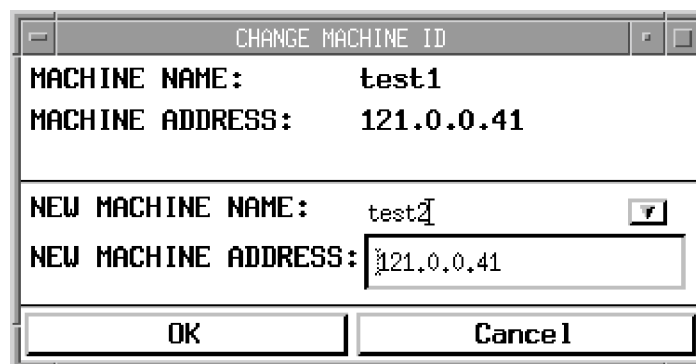 CHANGE MACHINE ID
MACHINE NAME: test1
MACHINE ADDRESS: 121.0.0.41
NEW MACHINE NAME: test2
NEW MACHINE ADDRESS: 121.0.0.41
OK Cancel